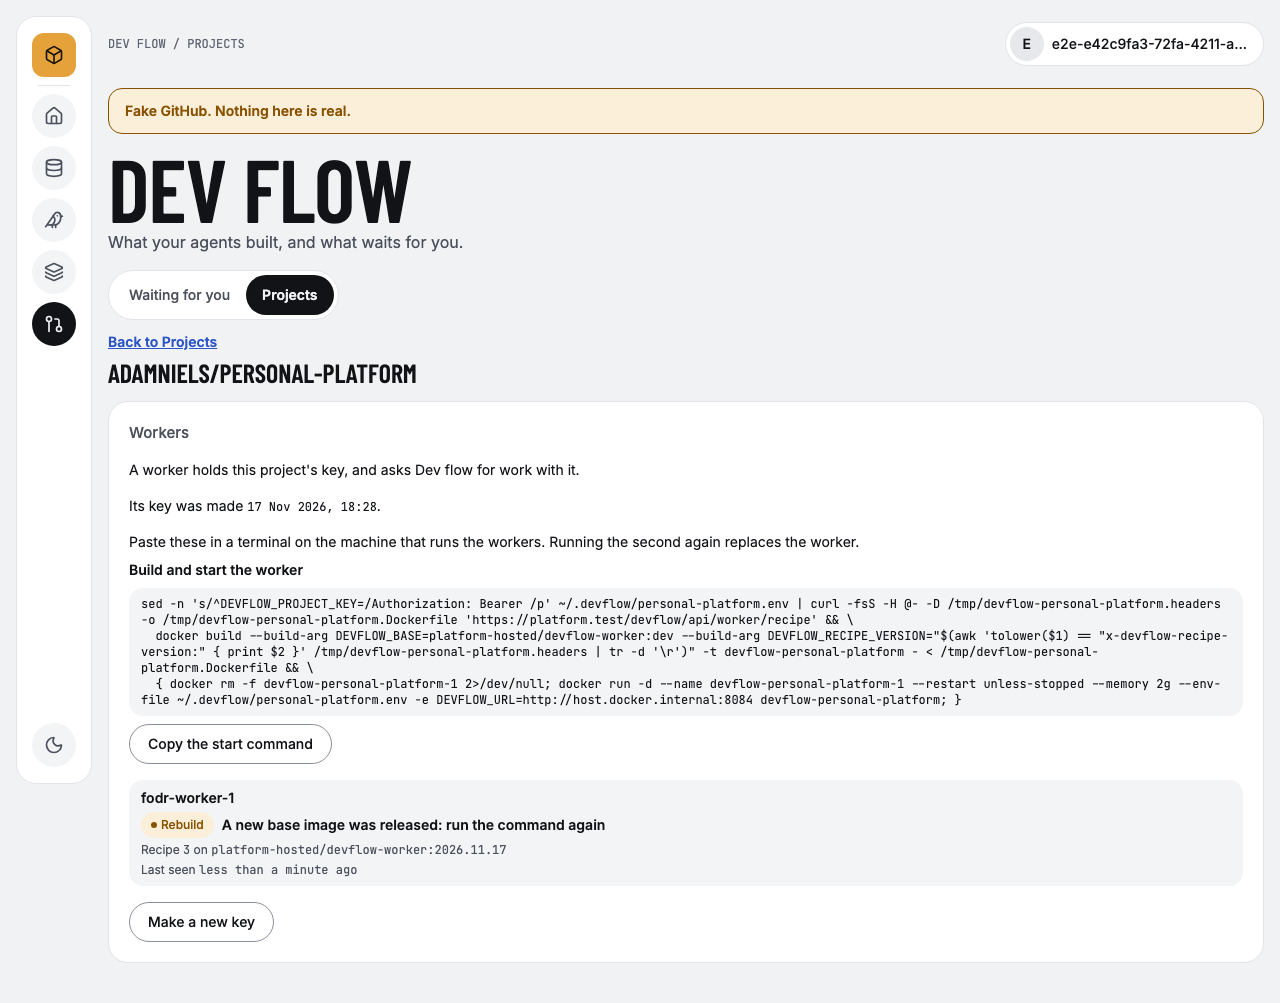 DEV FLOW / PROJECTS
E
e2e-e42c9fa3-72fa-4211-a...
Fake GitHub. Nothing here is real.
DEV FLOW
What your agents built, and what waits for you.
Waiting for you
Projects
Back to Projects
ADAMNIELS/PERSONAL-PLATFORM
Workers
A worker holds this project's key, and asks Dev flow for work with it.
Its key was made 17 Nov 2026, 18:28.
Paste these in a terminal on the machine that runs the workers. Running the second again replaces the worker.
Build and start the worker
sed -n 's/^DEVFLOW_PROJECT_KEY=/Authorization: Bearer /p' ~/.devflow/personal-platform.env | curl -fsS -H @- -D /tmp/devflow-personal-platform.headers
-o /tmp/devflow-personal-platform.Dockerfile 'https://platform.test/devflow/api/worker/recipe' && \
docker build --build-arg DEVFLOW_BASE=platform-hosted/devflow-worker:dev --build-arg DEVFLOW_RECIPE_VERSION="$(awk 'tolower($1) == "x-devflow-recipe-
version:" { print $2 }' /tmp/devflow-personal-platform.headers | tr -d '\r')" -t devflow-personal-platform - < /tmp/devflow-personal-
platform.Dockerfile && \
{ docker rm -f devflow-personal-platform-1 2>/dev/null; docker run -d --name devflow-personal-platform-1 --restart unless-stopped --memory 2g --env-
file ~/.devflow/personal-platform.env -e DEVFLOW_URL=http://host.docker.internal:8084 devflow-personal-platform; }
Copy the start command
fodr-worker-1
Rebuild
A new base image was released: run the command again
Recipe 3 on platform-hosted/devflow-worker:2026.11.17
Last seen less than a minute ago
Make a new key